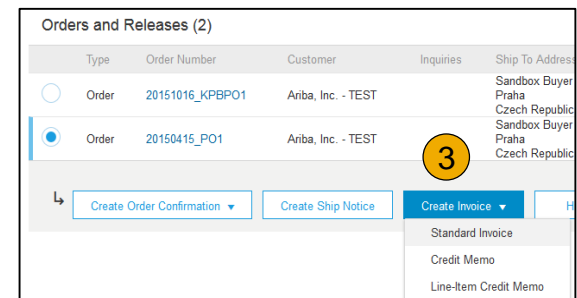 Orders and Releases (2)
Type Order Number Customer Inquiries Ship To Address
Order 20151016_KPBPO1 Ariba, Inc. - TEST Sandbox Buyer
Praha
Czech Republic
Order 20150415_PO1 Ariba, Inc. - TEST Sandbox Buyer
Praha
Czech Republic
3
Create Order Confirmation Create Ship Notice Create Invoice H
Standard Invoice
Credit Memo
Line-Item Credit Memo